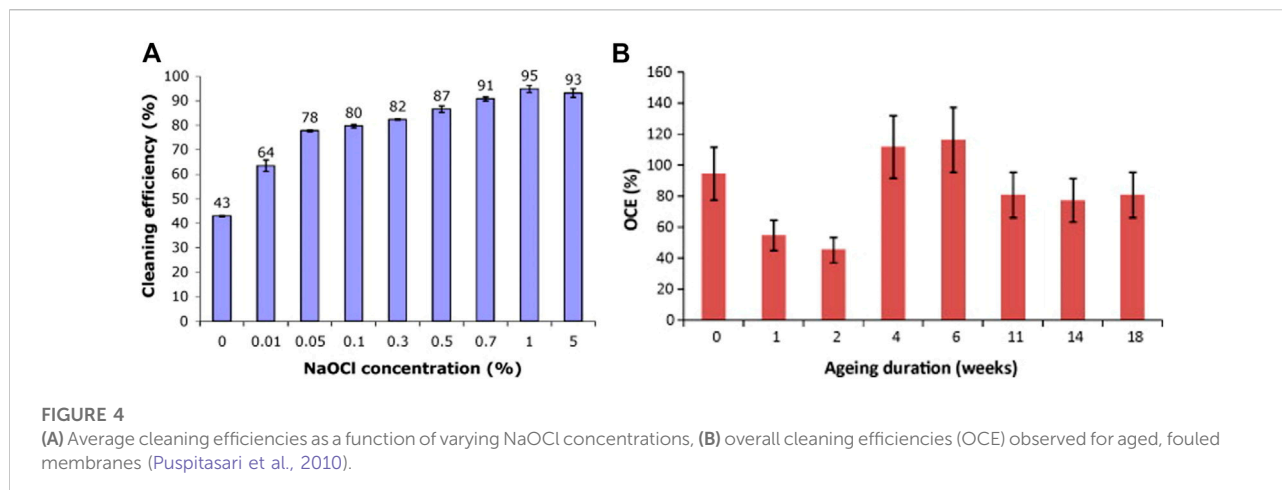 A
100
90
80
70
60
50
40
30
20
10
0
Cleaning efficiency (%)
43
64
78
80
82
87
91
95
93
0 0.01 0.05 0.1 0.3 0.5 0.7 1 5
NaOCl concentration (%)
B
160
140
120
100
80
60
40
20
0
OCE (%)
0 1 2 4 6 11 14 18
Ageing duration (weeks)
FIGURE 4
(A) Average cleaning efficiencies as a function of varying NaOCl concentrations, (B) overall cleaning efficiencies (OCE) observed for aged, fouled
membranes (Puspitasari et al., 2010).